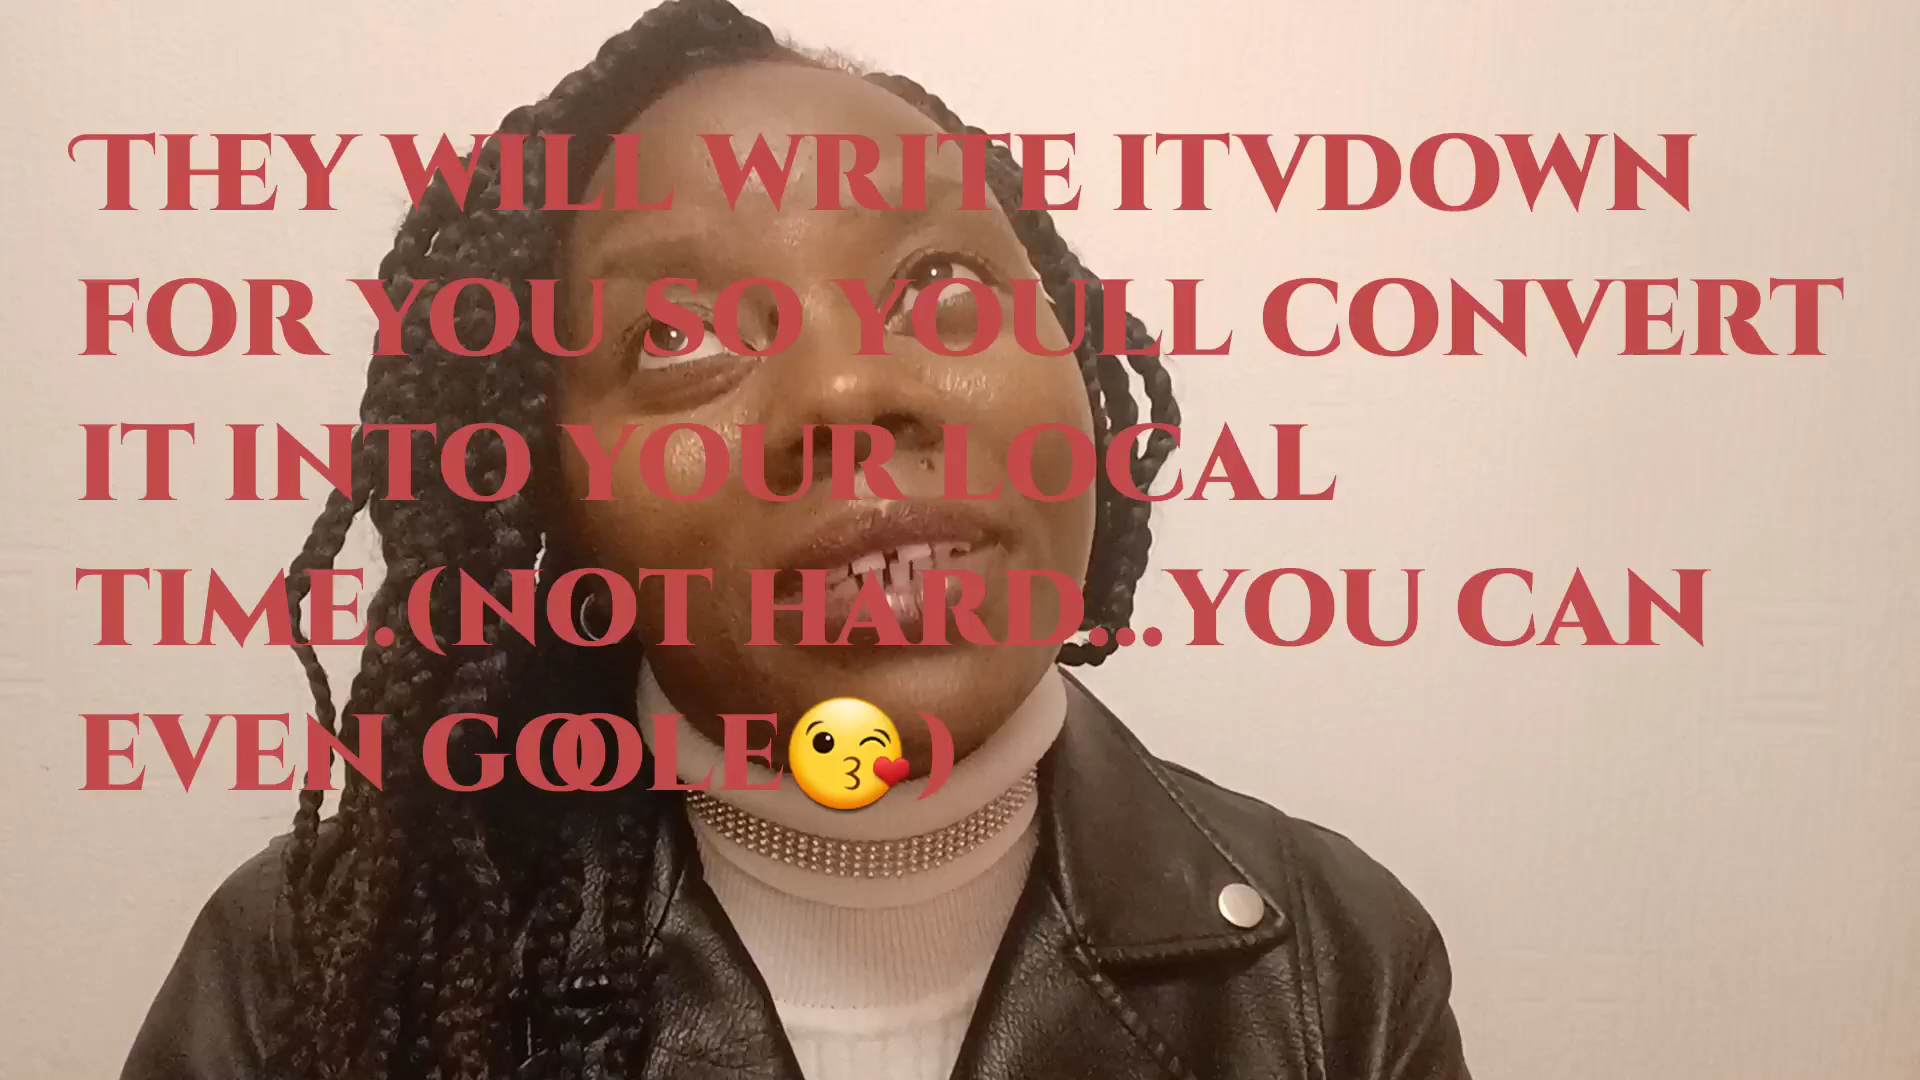 They will write itvdown
for you so youll convert
it into your local
time.(not hard...you can
even goole😘)